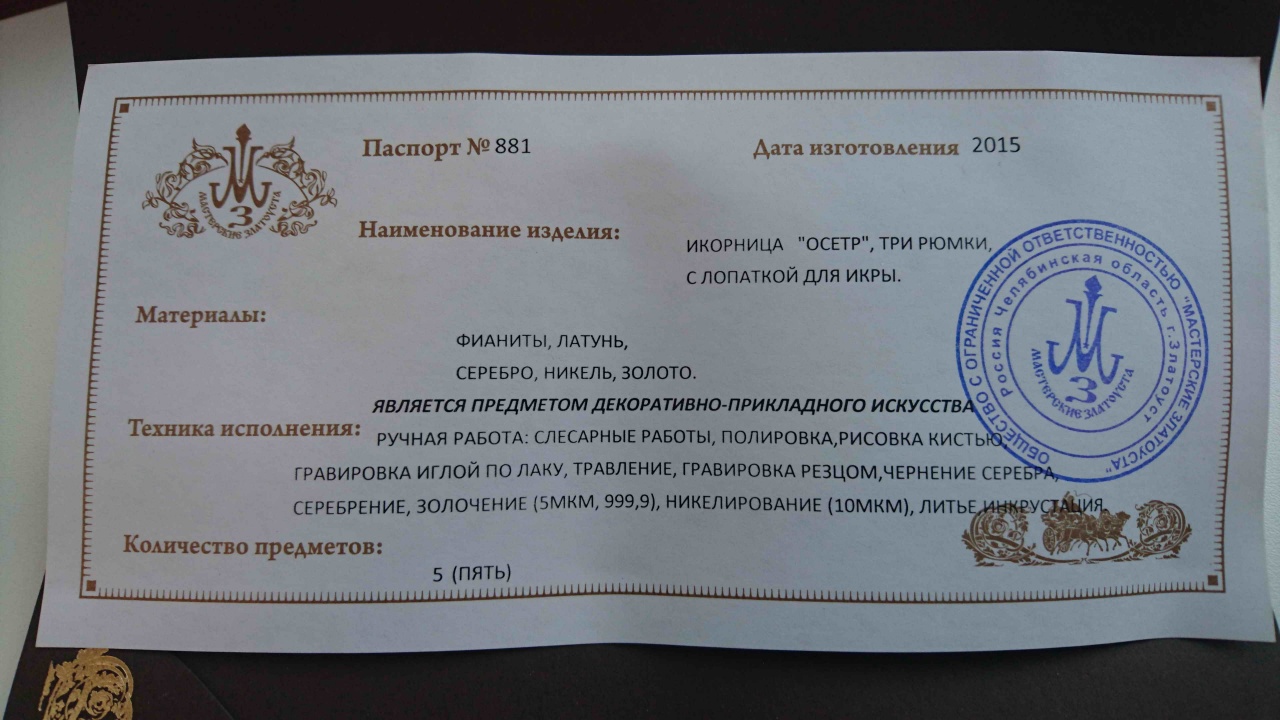 Паспорт № 881
Дата изготовления 2015
МЗ
МАСТЕРСКИЕ ЗЛАТОУСТА
Наименование изделия:
ИКОРНИЦА "ОСЕТР", ТРИ РЮМКИ,
С ЛОПАТКОЙ ДЛЯ ИКРЫ.
Материалы:
ФИАНИТЫ, ЛАТУНЬ,
СЕРЕБРО, НИКЕЛЬ, ЗОЛОТО.
ЯВЛЯЕТСЯ ПРЕДМЕТОМ ДЕКОРАТИВНО-ПРИКЛАДНОГО ИСКУССТВА
Техника исполнения: РУЧНАЯ РАБОТА: СЛЕСАРНЫЕ РАБОТЫ, ПОЛИРОВКА,РИСОВКА КИСТЬЮ,
ГРАВИРОВКА ИГЛОЙ ПО ЛАКУ, ТРАВЛЕНИЕ, ГРАВИРОВКА РЕЗЦОМ,ЧЕРНЕНИЕ СЕРЕБРА,
СЕРЕБРЕНИЕ, ЗОЛОЧЕНИЕ (5МКМ, 999,9), НИКЕЛИРОВАНИЕ (10МКМ), ЛИТЬЕ,ИНКРУСТАЦИЯ.
Количество предметов:
5 (ПЯТЬ)
ОБЩЕСТВО С ОГРАНИЧЕННОЙ ОТВЕТСТВЕННОСТЬЮ "МАСТЕРСКИЕ ЗЛАТОУСТА"
Россия Челябинская область г.Златоуст
МЗ
МАСТЕРСКИЕ ЗЛАТОУСТА